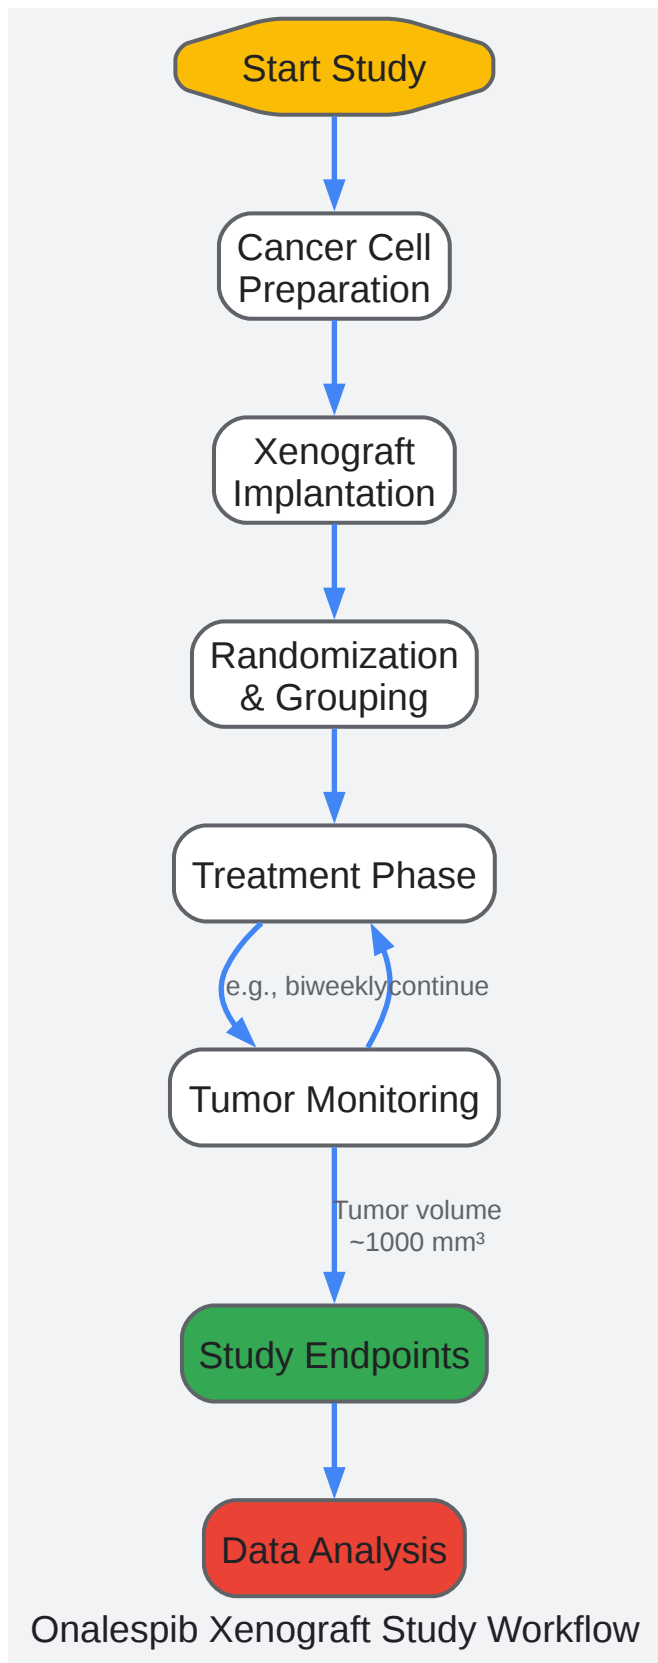 Start Study
Cancer Cell
Preparation
Xenograft
Implantation
Randomization
& Grouping
Treatment Phase
e.g., biweekly
continue
Tumor Monitoring
Tumor volume
~1000 mm³
Study Endpoints
Data Analysis
Onalespib Xenograft Study Workflow